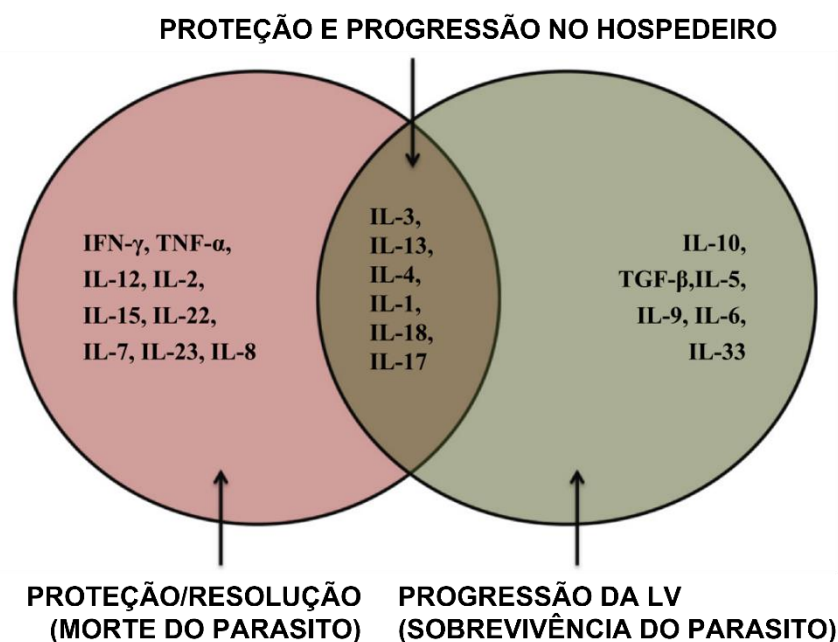 PROTEÇÃO E PROGRESSÃO NO HOSPEDEIRO
IFN-γ, TNF-α,
IL-12, IL-2,
IL-15, IL-22,
IL-7, IL-23, IL-8
IL-3,
IL-13,
IL-4,
IL-1,
IL-18,
IL-17
IL-10,
TGF-β,IL-5,
IL-9, IL-6,
IL-33
PROTEÇÃO/RESOLUÇÃO
(MORTE DO PARASITO)
PROGRESSÃO DA LV
(SOBREVIVÊNCIA DO PARASITO)